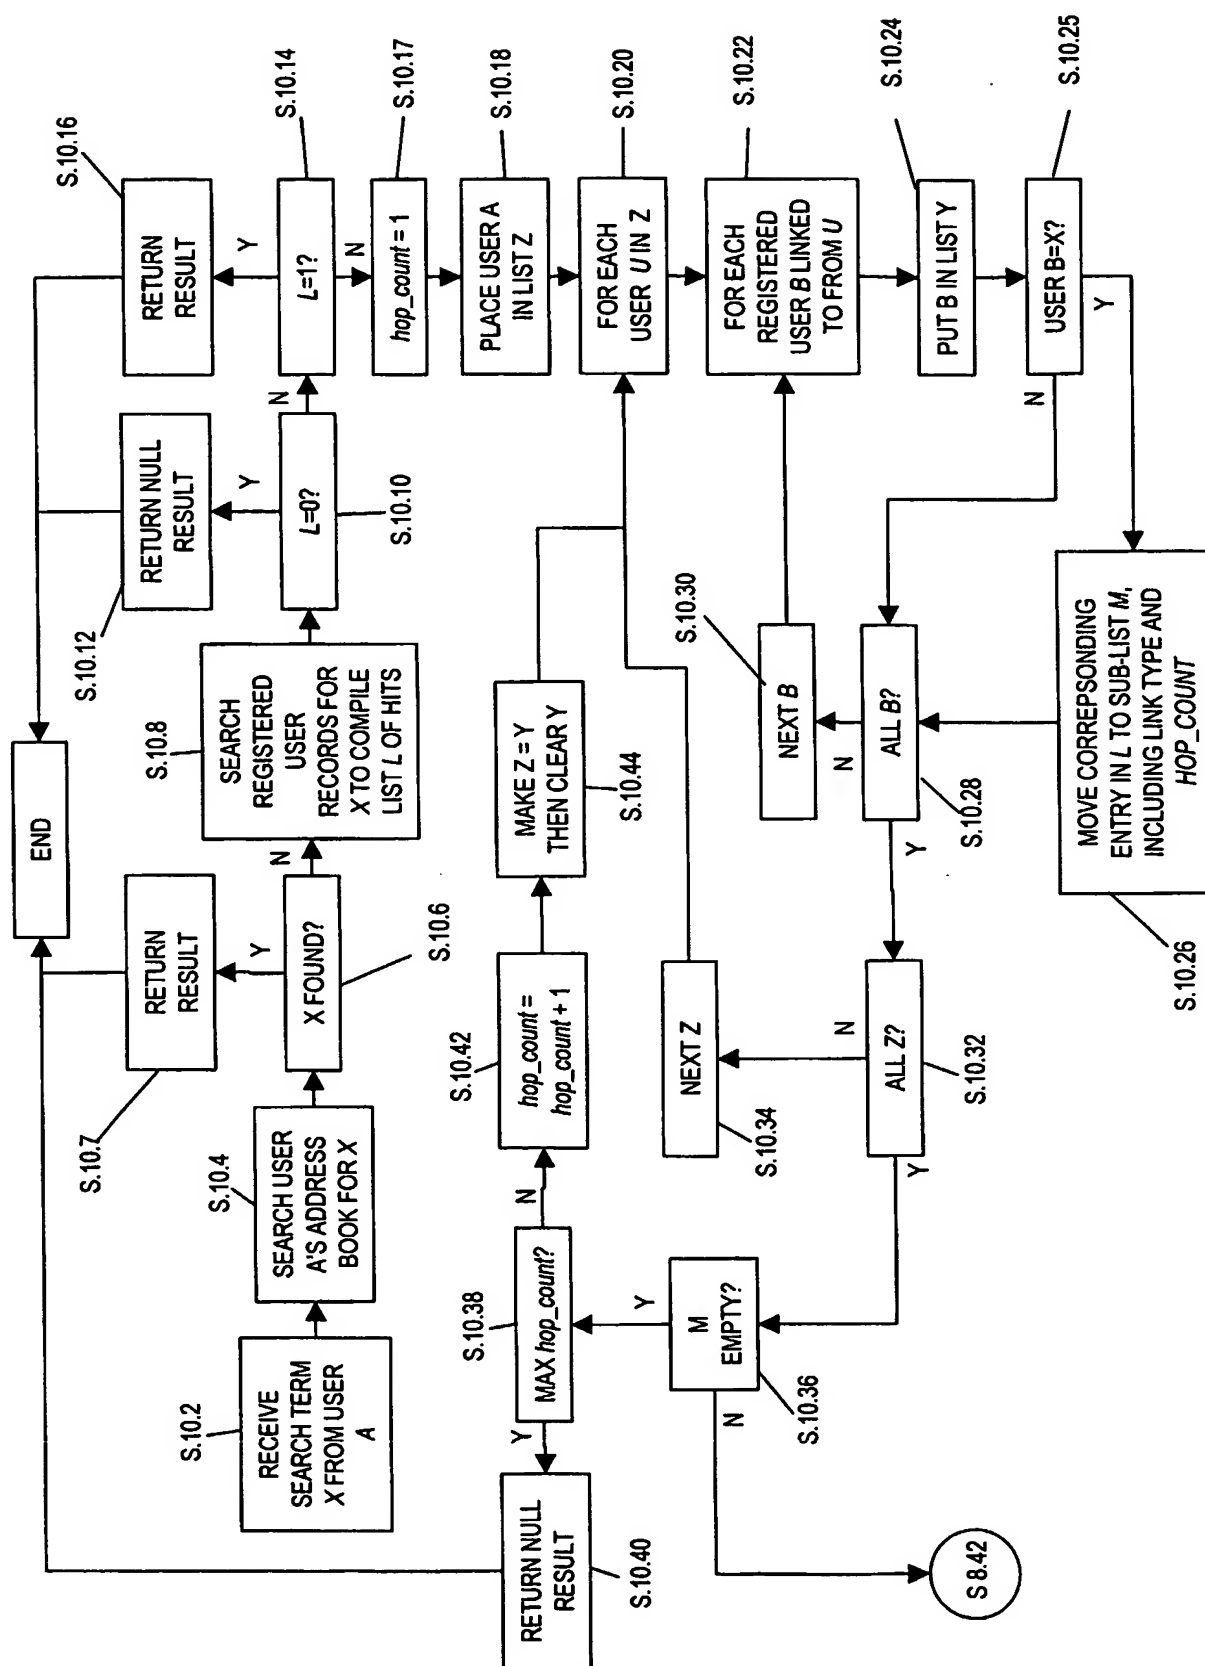 S.10.2
RECEIVE
SEARCH TERM
X FROM USER
A
S.10.4
SEARCH USER
A'S ADDRESS
BOOK FOR X
S.10.6
X FOUND?
Y
N
S.10.7
RETURN
RESULT
END
S.10.8
SEARCH
REGISTERED
USER
RECORDS FOR
X TO COMPILE
LIST L OF HITS
S.10.10
L=0?
Y
N
S.10.12
RETURN NULL
RESULT
S.10.14
L=1?
Y
N
S.10.16
RETURN
RESULT
S.10.17
hop_count = 1
S.10.18
PLACE USER A
IN LIST Z
S.10.20
FOR EACH
USER U IN Z
S.10.22
FOR EACH
REGISTERED
USER B LINKED
TO FROM U
S.10.24
PUT B IN LIST Y
S.10.25
USER B=X?
N
Y
S.10.26
MOVE CORREPSONDING
ENTRY IN L TO SUB-LIST M,
INCLUDING LINK TYPE AND
HOP_COUNT
S.10.28
ALL B?
N
Y
S.10.30
NEXT B
S.10.32
ALL Z?
N
Y
S.10.34
NEXT Z
S.10.36
M
EMPTY?
Y
N
S 8.42
S.10.38
MAX hop_count?
Y
N
S.10.40
RETURN NULL
RESULT
S.10.42
hop_count =
hop_count + 1
S.10.44
MAKE Z = Y
THEN CLEAR Y